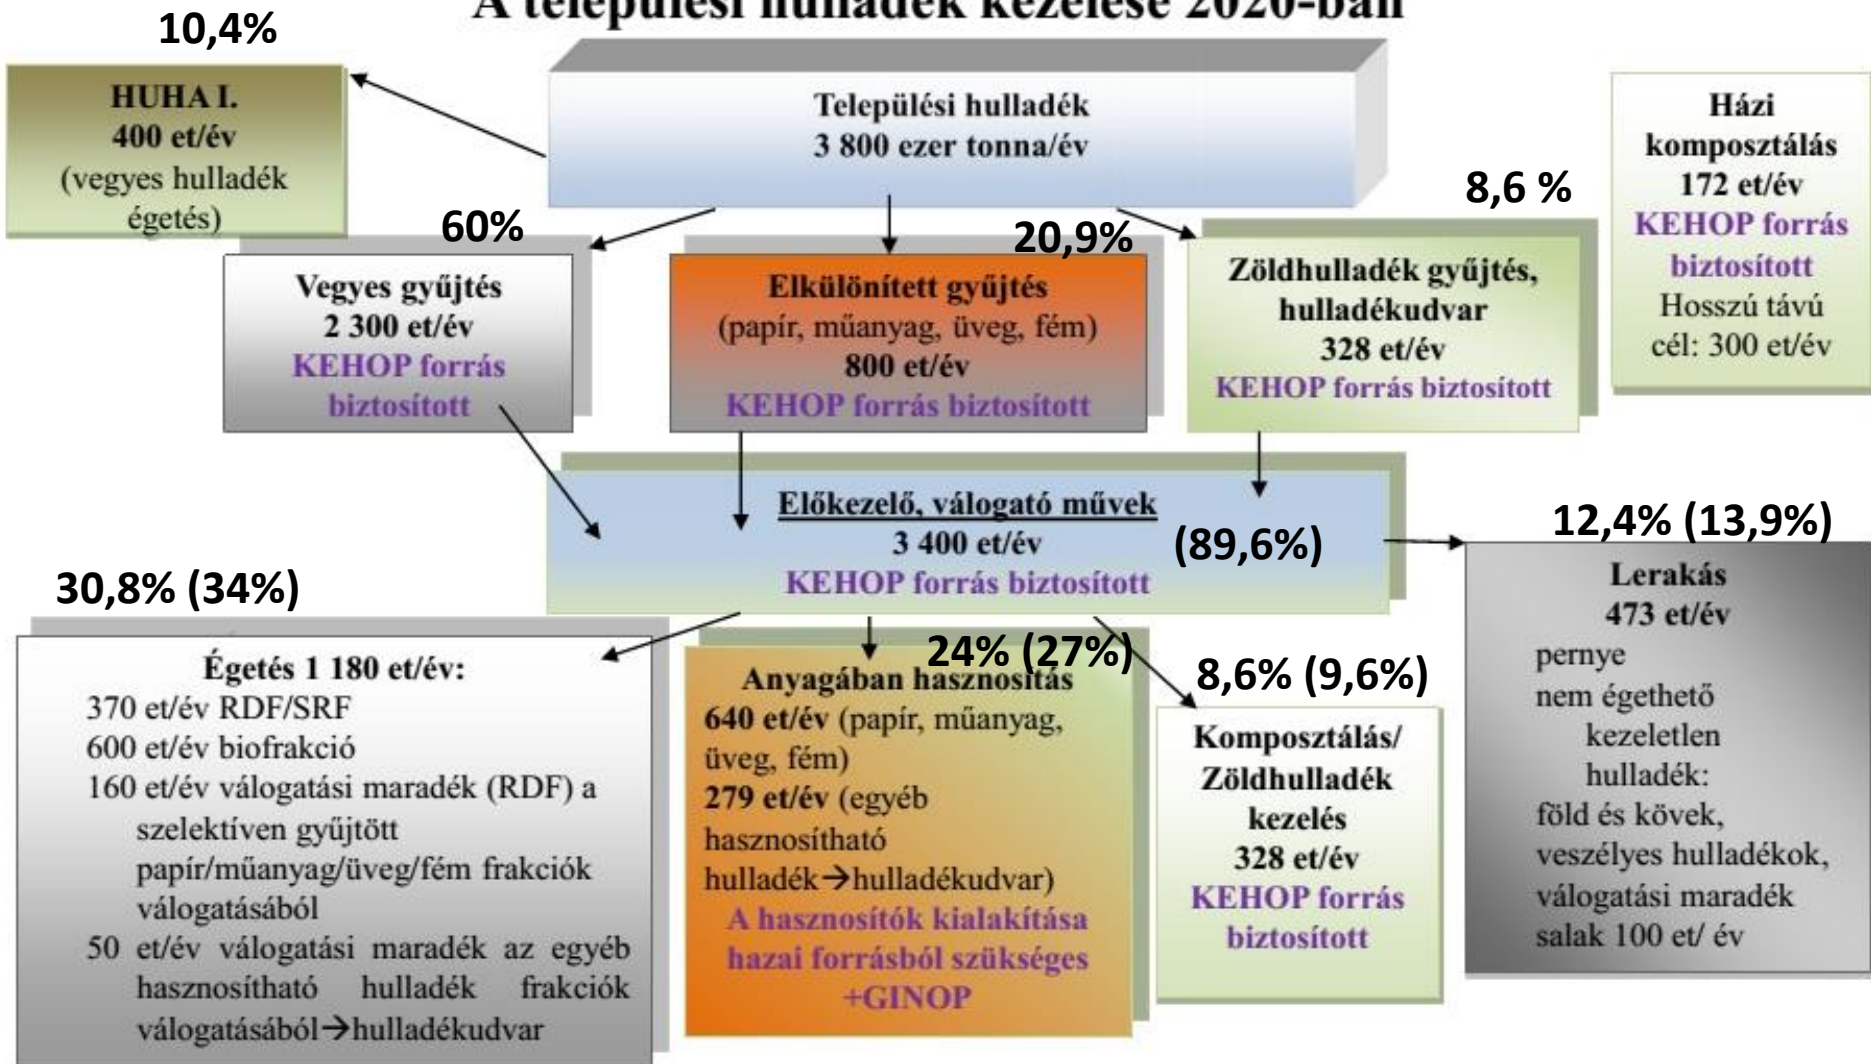 A települési hulladék kezelése 2020-ban
10,4%
HUHA I.
400 et/év
(vegyes hulladék
égetés)
Települési hulladék
3 800 ezer tonna/év
Házi
komposztálás
172 et/év
KEHOP forrás
biztosított
Hosszú távú
cél: 300 et/év
60%
Vegyes gyűjtés
2 300 et/év
KEHOP forrás
biztosított
20,9%
Elkülönített gyűjtés
(papír, műanyag, üveg, fém)
800 et/év
KEHOP forrás biztosított
8,6 %
Zöldhulladék gyűjtés,
hulladékudvar
328 et/év
KEHOP forrás biztosított
Előkezelő, válogató művek
3 400 et/év
(89,6%)
KEHOP forrás biztosított
30,8% (34%)
Égetés 1 180 et/év:
370 et/év RDF/SRF
600 et/év biofrakció
160 et/év válogatási maradék (RDF) a
szelektíven gyűjtött
papír/műanyag/üveg/fém frakciók
válogatásából
50 et/év válogatási maradék az egyéb
hasznosítható hulladék frakciók
válogatásából→hulladékudvar
24% (27%)
Anyagában hasznosítás
640 et/év (papír, műanyag,
üveg, fém)
279 et/év (egyéb
hasznosítható
hulladék→hulladékudvar)
A hasznosítók kialakítása
hazai forrásból szükséges
+GINOP
8,6% (9,6%)
Komposztálás/
Zöldhulladék
kezelés
328 et/év
KEHOP forrás
biztosított
12,4% (13,9%)
Lerakás
473 et/év
pernye
nem égethető
kezeletlen
hulladék:
föld és kövek,
veszélyes hulladékok,
válogatási maradék
salak 100 et/ év